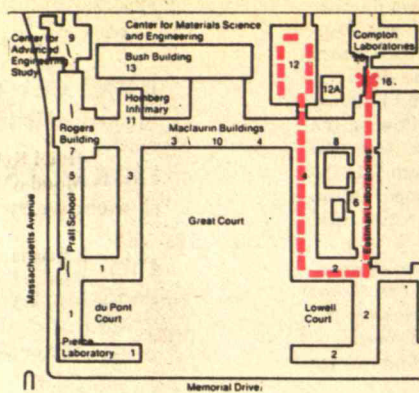 Center for
Advanced
Engineering
Study
9
Center for Materials Science
and Engineering
Bush Building
13
12
12A
Compton
Laboratories
26
16
Homberg
Infirmary
11
Rogers
Building
7
Maclaurin Buildings
3 10 4
8
5
Pratt School
3
4
6
Eastman Laboratories
Great Court
Massachusetts Avenue
1
2
1
du Pont
Court
Lowell
Court
2
Pierce
Laboratory
1
2
Memorial Drive